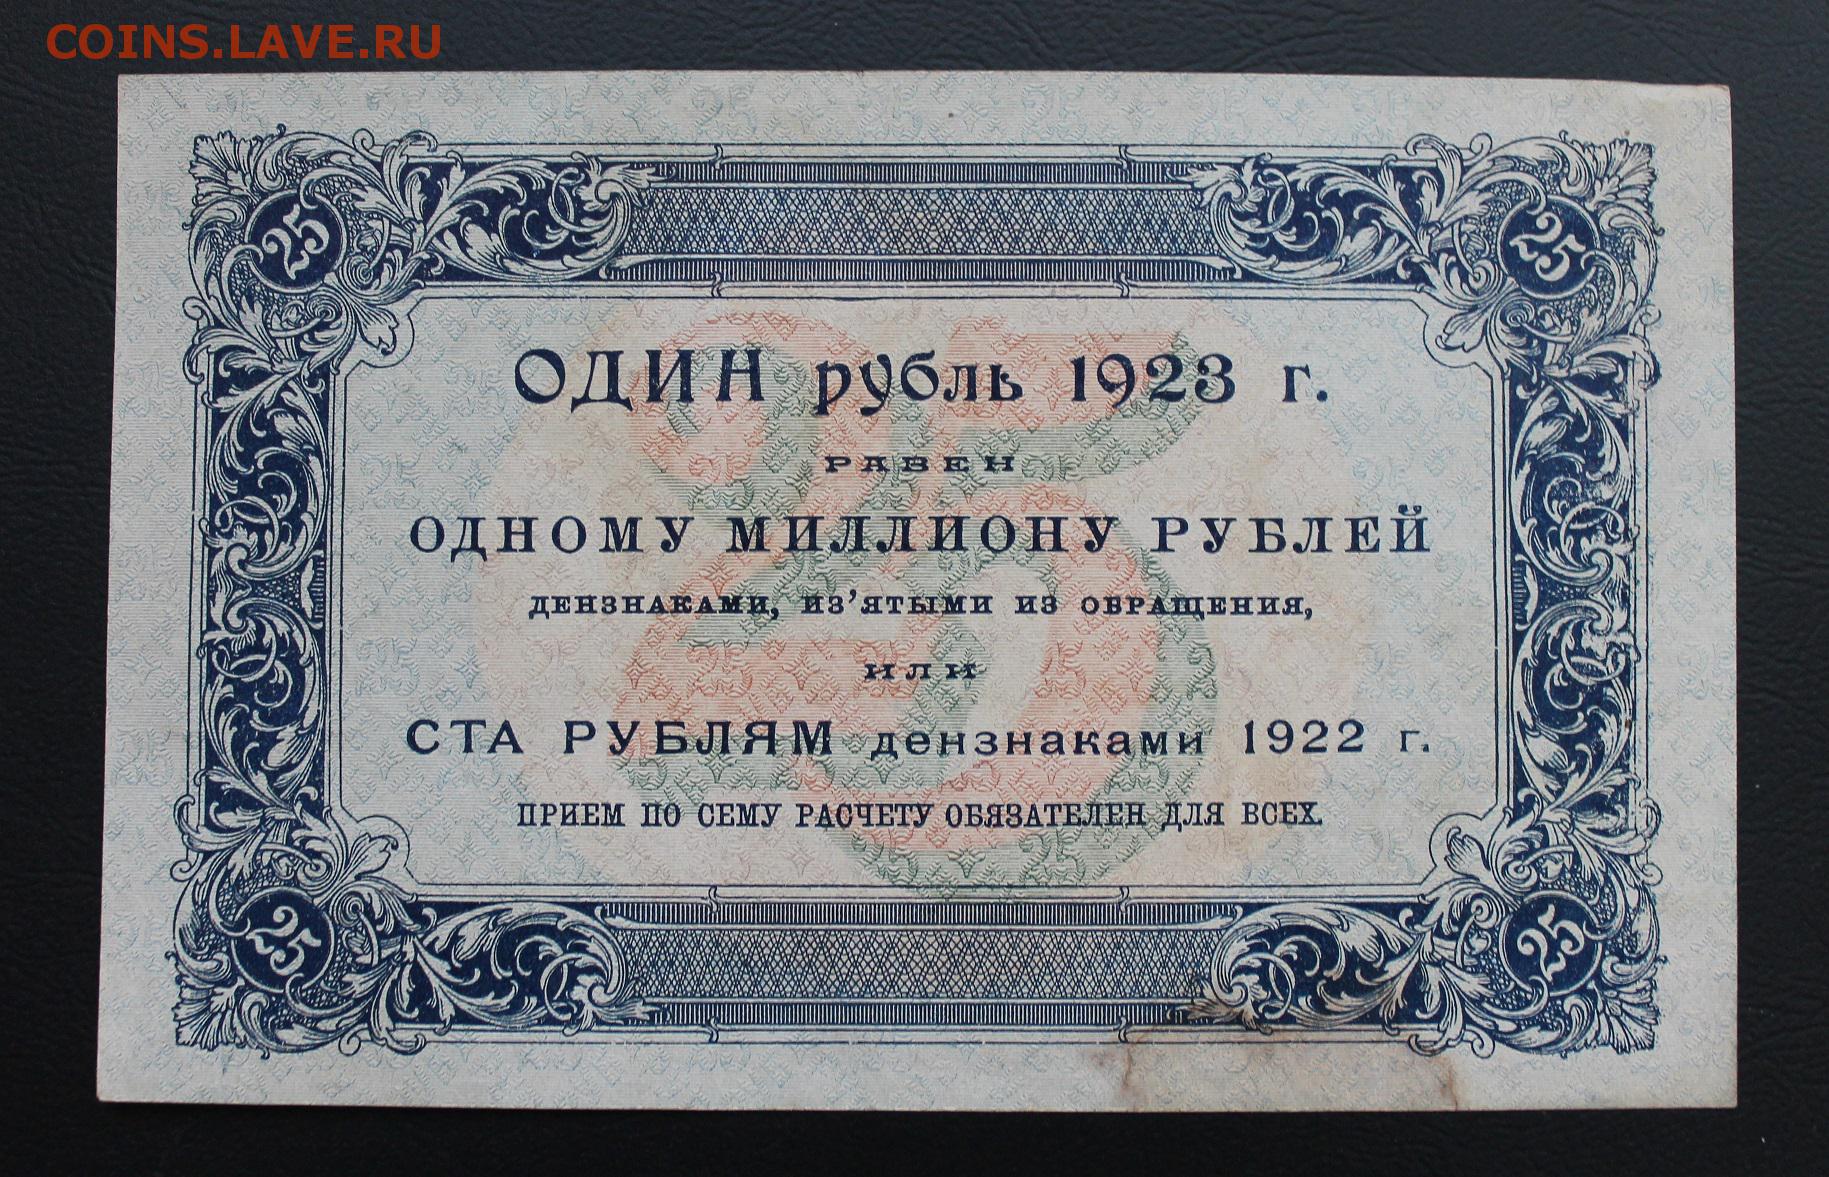 COINS.LAVE.RU
25 25
25
ОДИН рубль 1923 г.
РАВЕН
ОДНОМУ МИЛЛИОНУ РУБЛЕЙ
ДЕНЗНАКАМИ, ИЗ'ЯТЫМИ ИЗ ОБРАЩЕНИЯ,
ИЛИ
СТА РУБЛЯМ дензнаками 1922 г.
ПРИЕМ ПО СЕМУ РАСЧЕТУ ОБЯЗАТЕЛЕН ДЛЯ ВСЕХ.
25 25